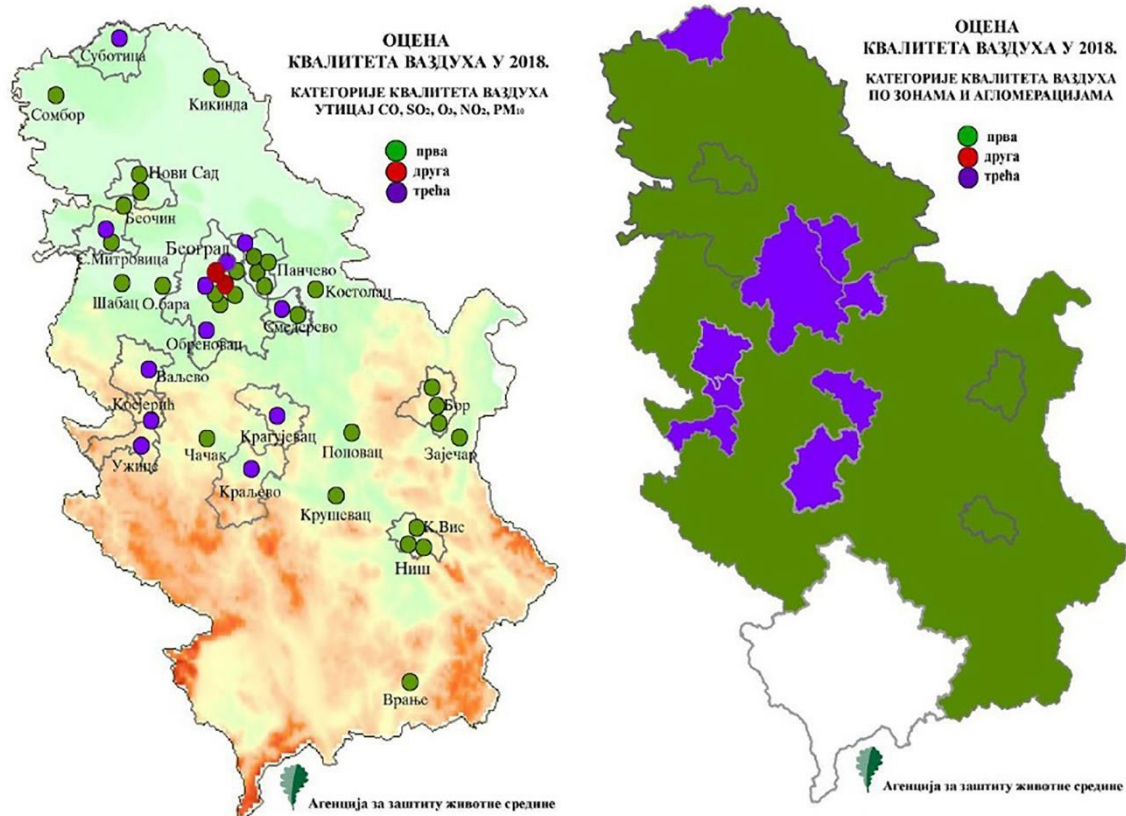 ОЦЕНА
КВАЛИТЕТА ВАЗДУХА У 2018.
КАТЕГОРИЈЕ КВАЛИТЕТА ВАЗДУХА
УТИЦАЈ CO, SO₂, O₃, NO₂, PM₁₀
прва
друга
трећа
Суботица
Сомбор
Кикинда
Нови Сад
Беочин
С.Митровица
Београд
Панчево
Шабац
О.бара
Костолац
Смедерево
Обреновац
Ваљево
Косјерић
Ужице
Чачак
Крагујевац
Краљево
Поповац
Бор
Зајечар
Крушевац
К.Вис
Ниш
Врање
Агенција за заштиту животне средине
ОЦЕНА
КВАЛИТЕТА ВАЗДУХА У 2018.
КАТЕГОРИЈЕ КВАЛИТЕТА ВАЗДУХА
ПО ЗОНАМА И АГЛОМЕРАЦИЈАМА
прва
друга
трећа
Агенција за заштиту животне средине